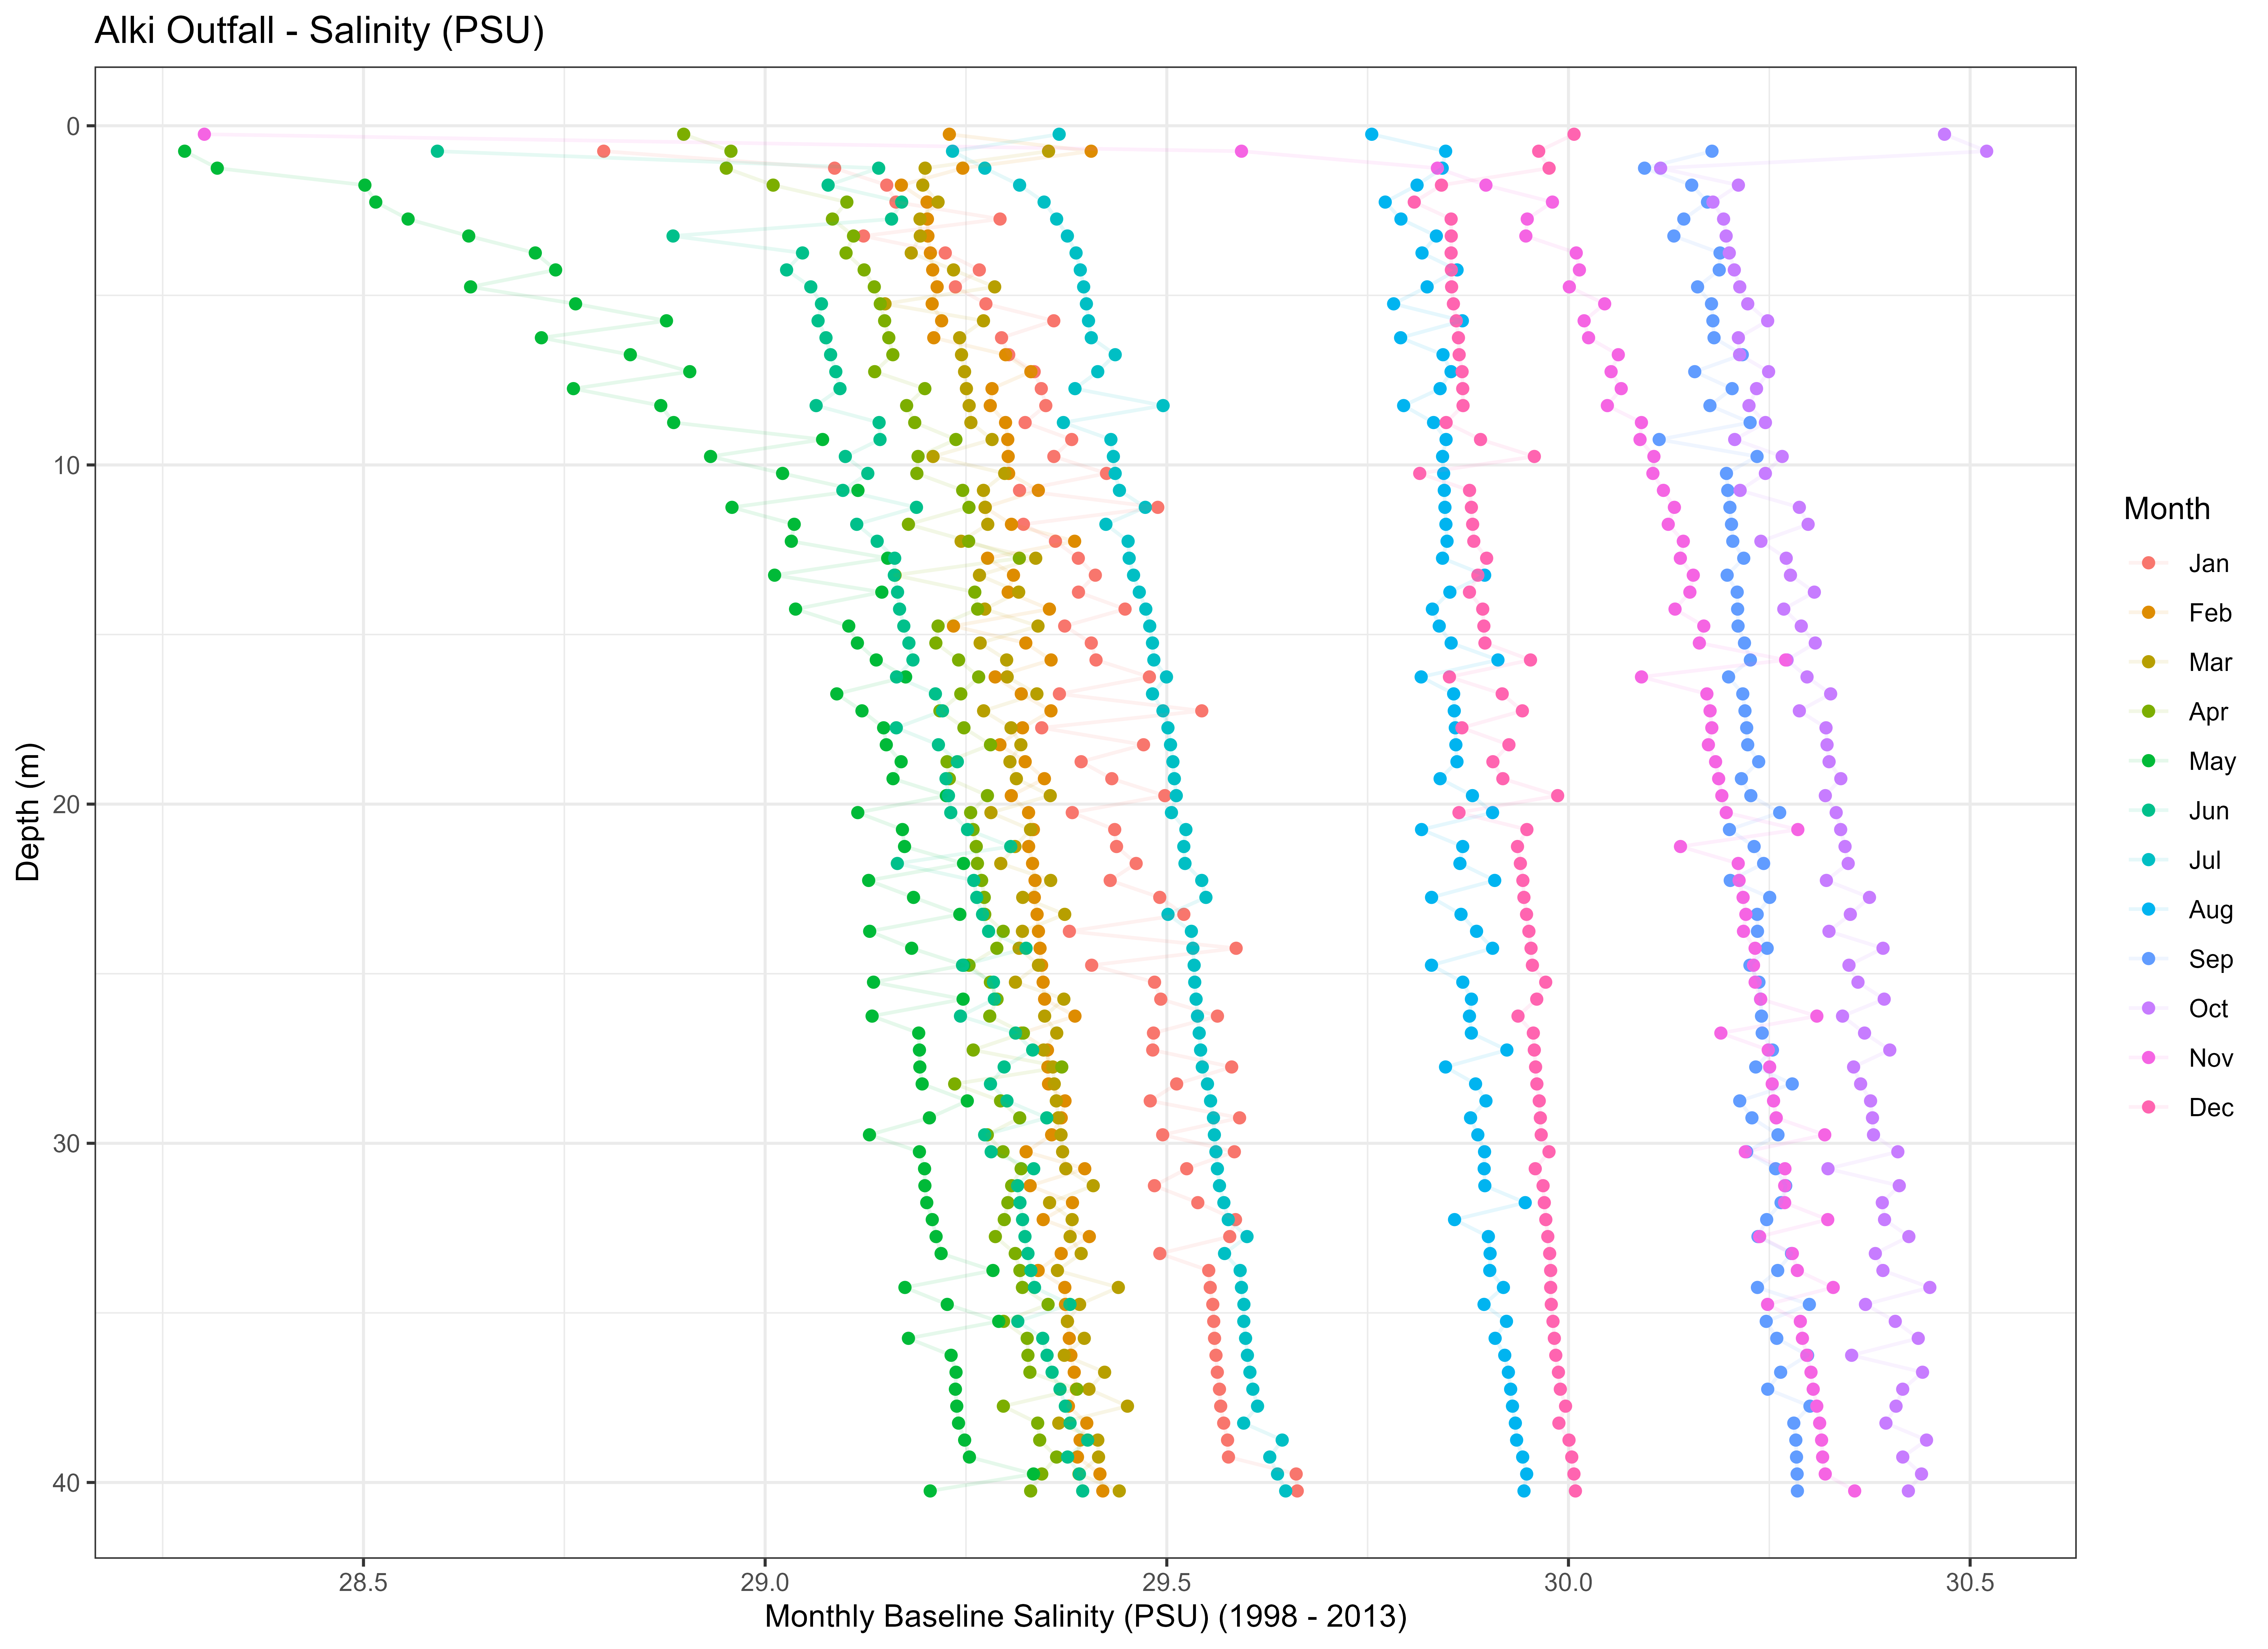 Alki Outfall - Salinity (PSU)
0
10
20
30
40
Depth (m)
28.5
29.0
29.5
30.0
30.5
Monthly Baseline Salinity (PSU) (1998 - 2013)
Month
Jan
Feb
Mar
Apr
May
Jun
Jul
Aug
Sep
Oct
Nov
Dec